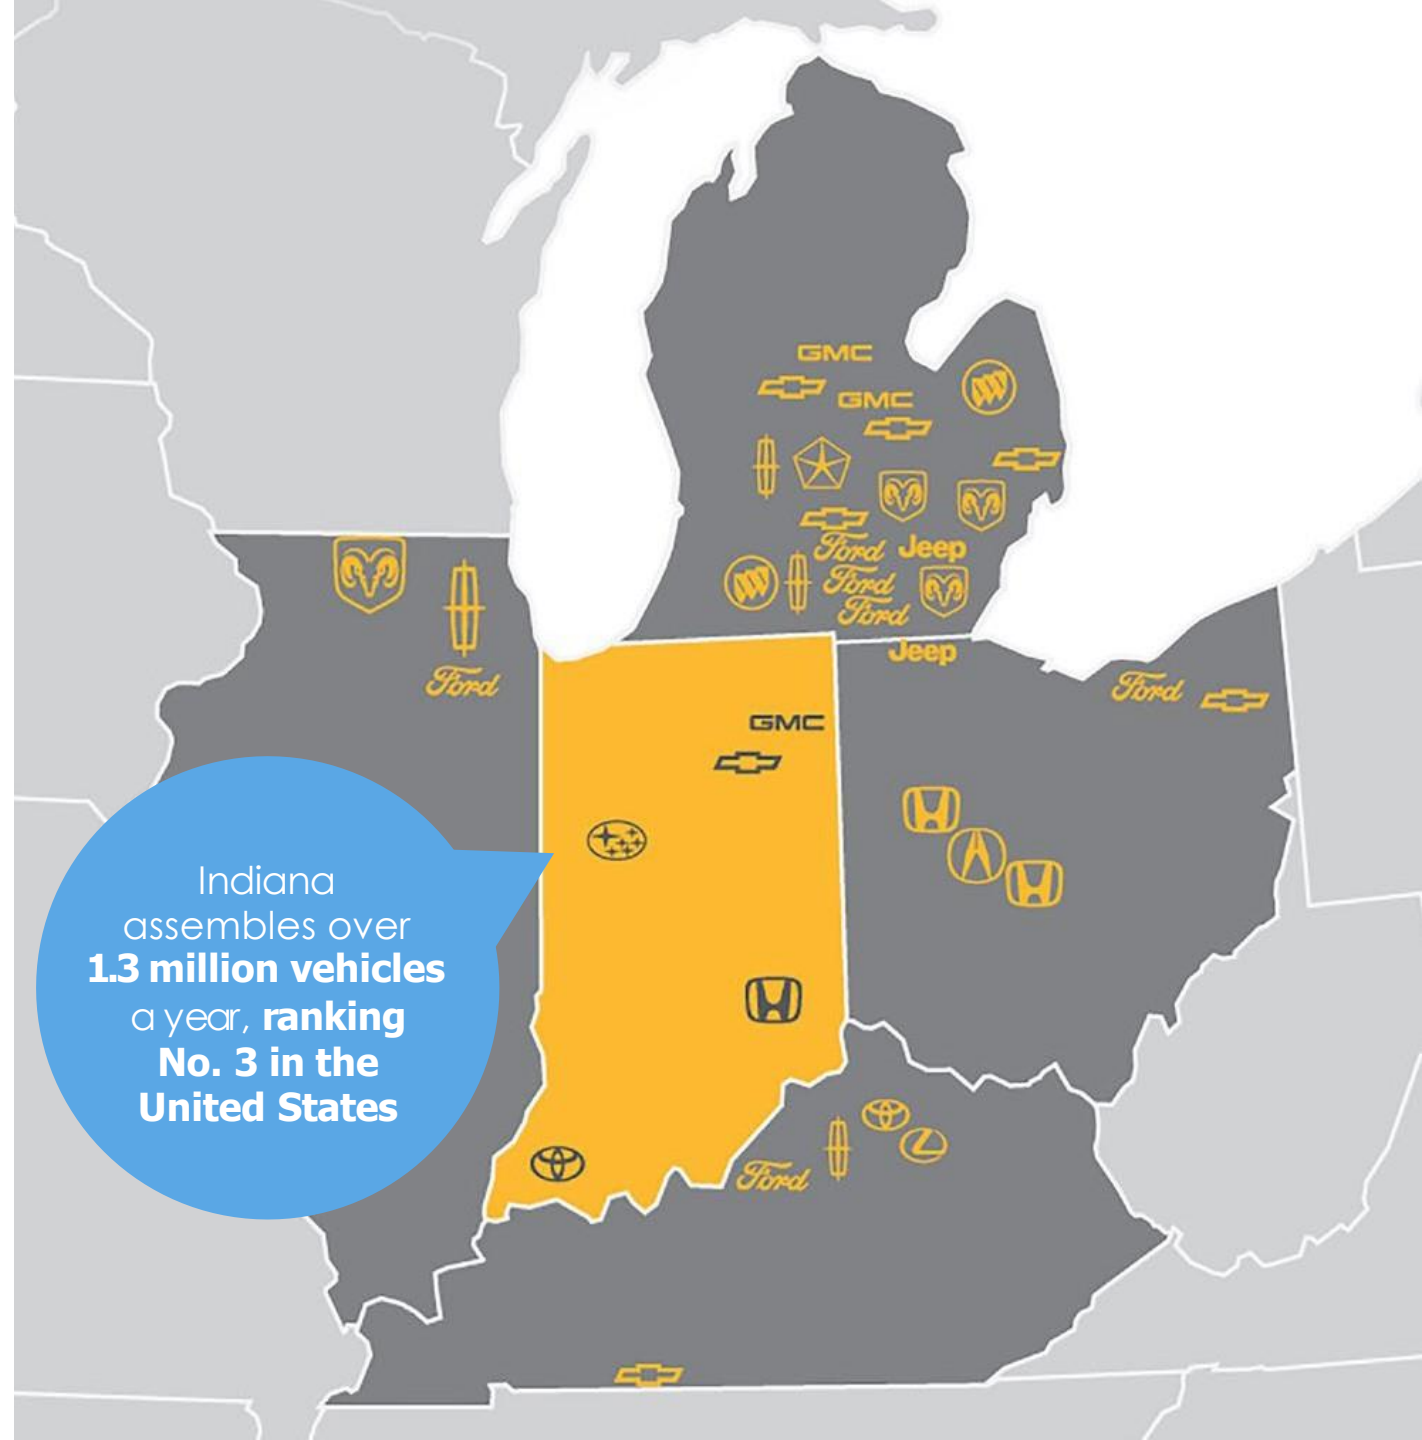 GMC
GMC
Ford Jeep
Ford
Ford
Jeep
Ford
Ford
GMC
Indiana
assembles over
1.3 million vehicles
a year, ranking
No. 3 in the
United States
Ford